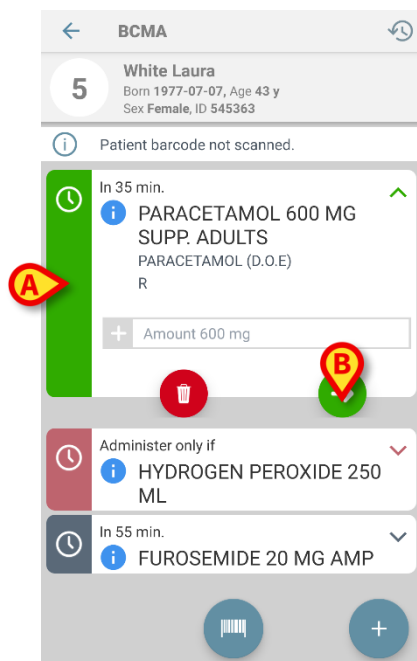 BCMA
5
White Laura
Born 1977-07-07, Age 43 y
Sex Female, ID 545363
Patient barcode not scanned.
In 35 min.
PARACETAMOL 600 MG
SUPP. ADULTS
PARACETAMOL (D.O.E)
R
A
Amount 600 mg
B
Administer only if
HYDROGEN PEROXIDE 250
ML
In 55 min.
FUROSEMIDE 20 MG AMP